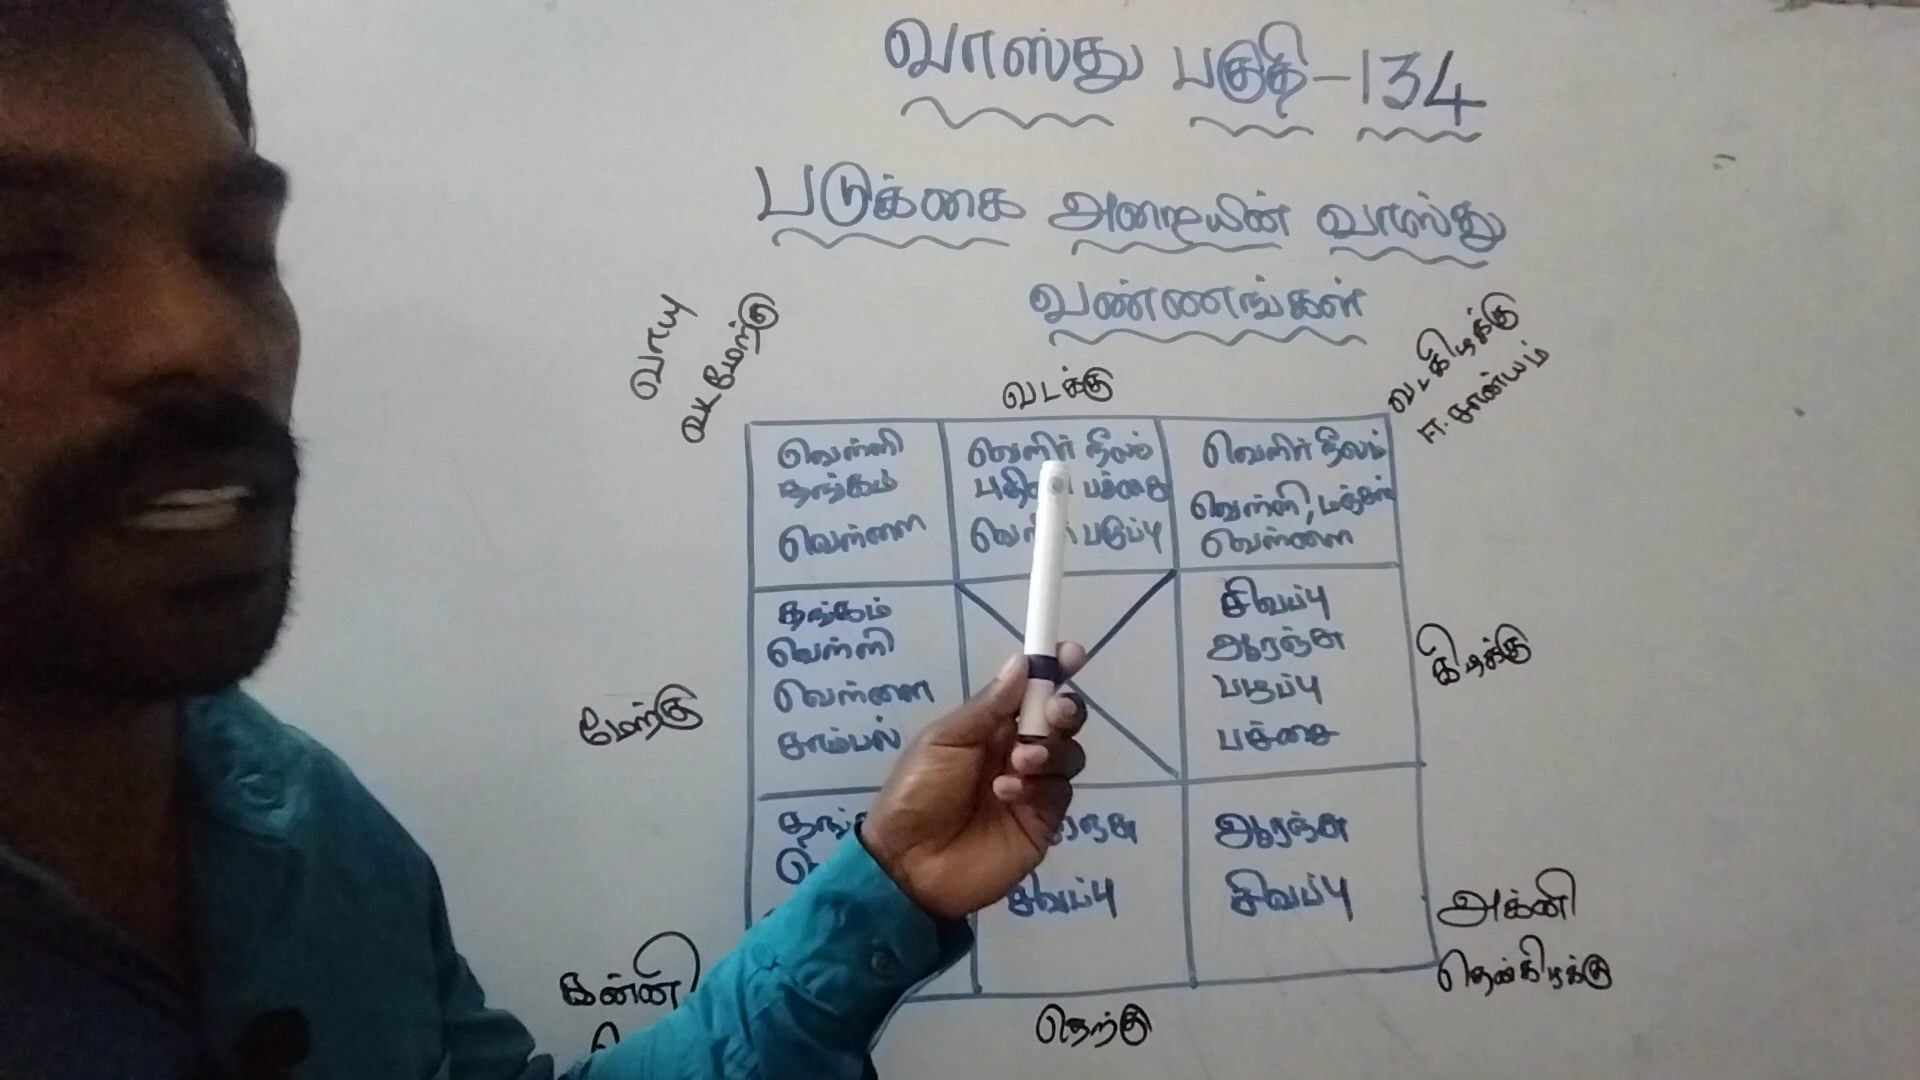 வாஸ்து பகுதி-134
படுக்கை அறையின் வாஸ்து
வண்ணங்கள்
வாயு
வடமேற்கு
வடக்கு
வடகிழக்கு
ஈசான்யம்
வெள்ளி
தங்கம்
வெள்ளை
வெளிர் நீலம்
பச்சை
வெளிர் நீலம்
வெள்ளி, மஞ்சள்
வெள்ளை
மேற்கு
தங்கம்
வெள்ளி
வெள்ளை
சாம்பல்
சிவப்பு
ஆரஞ்சு
பழுப்பு
பச்சை
கிழக்கு
சிவப்பு
ஆரஞ்சு
சிவப்பு
கன்னி
தெற்கு
அக்னி
தென்கிழக்கு